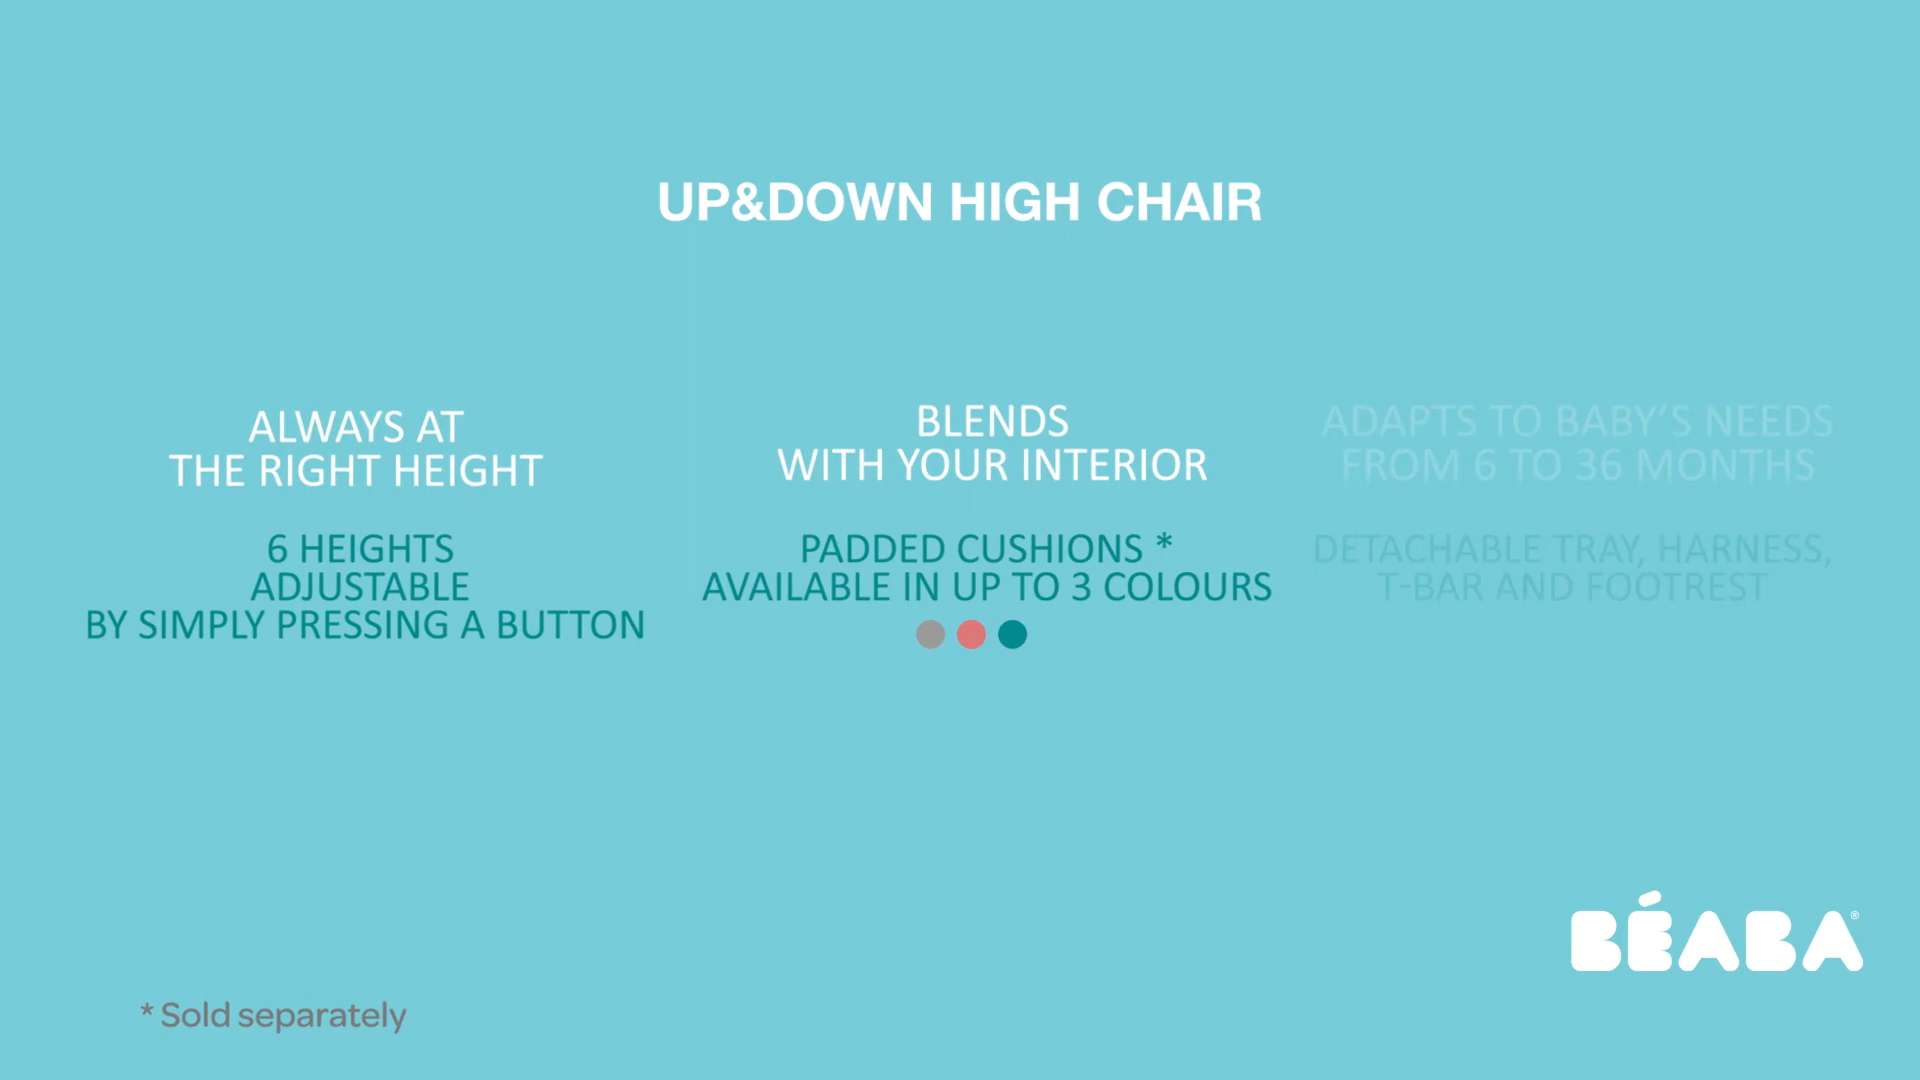 UP&DOWN HIGH CHAIR
ALWAYS AT
THE RIGHT HEIGHT
6 HEIGHTS
ADJUSTABLE
BY SIMPLY PRESSING A BUTTON
BLENDS
WITH YOUR INTERIOR
PADDED CUSHIONS *
AVAILABLE IN UP TO 3 COLOURS
ADAPTS TO BABY'S NEEDS
FROM 6 TO 36 MONTHS
DETACHABLE TRAY, HARNESS,
T-BAR AND FOOTREST
BÉABA®
* Sold separately